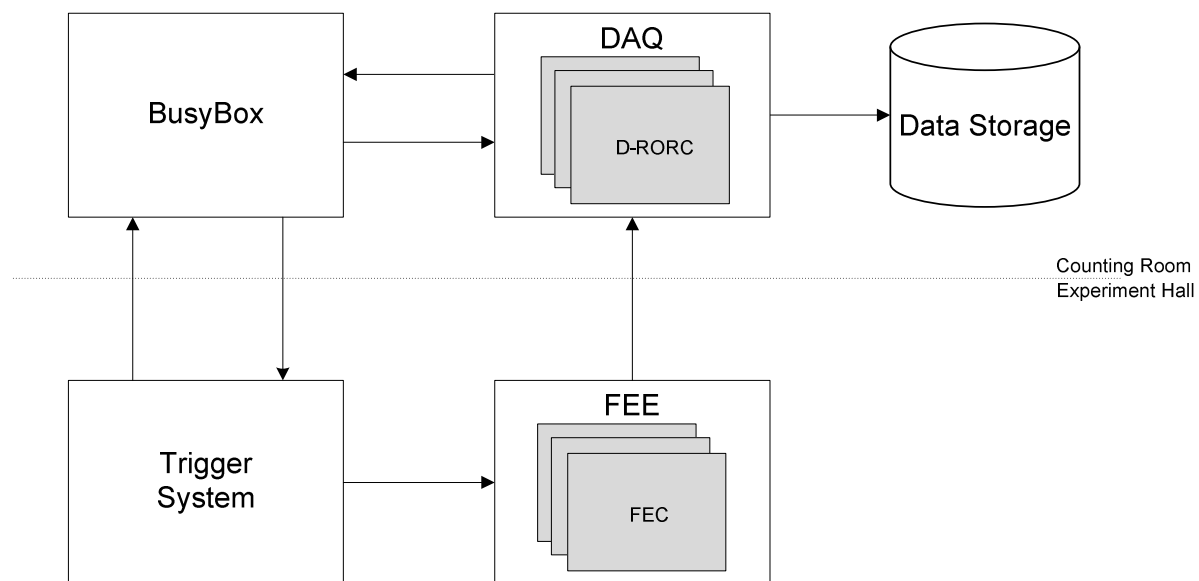 BusyBox
DAQ
D-RORC
Data Storage
Counting Room
Experiment Hall
Trigger
System
FEE
FEC